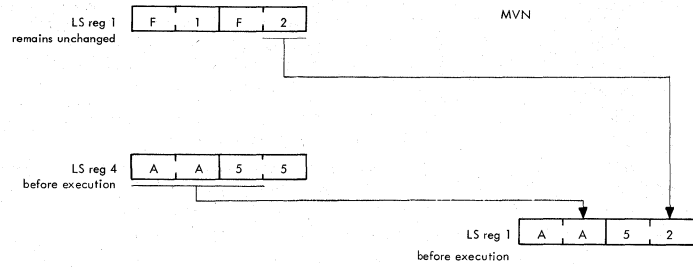 MVN
LS reg 1 F 1 F 2
remains unchanged
LS reg 4 A A 5 5
before execution
LS reg 1 A A 5 2
before execution